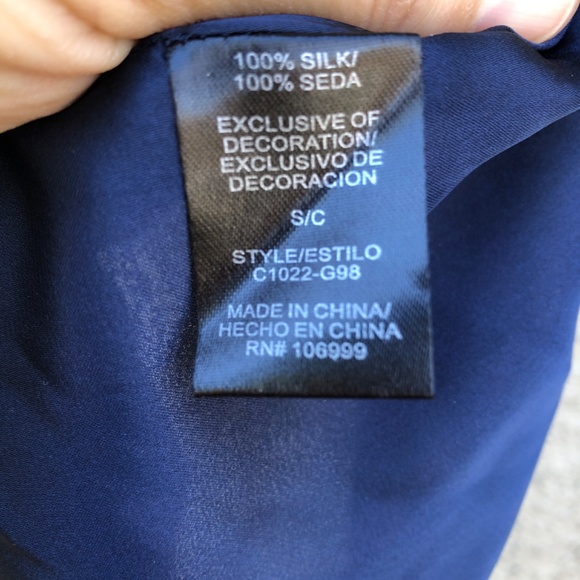 100% SILK/
100% SEDA
EXCLUSIVE OF
DECORATION/
EXCLUSIVO DE
DECORACION
S/C
STYLE/ESTILO
C1022-G98
MADE IN CHINA/
HECHO EN CHINA
RN# 106999